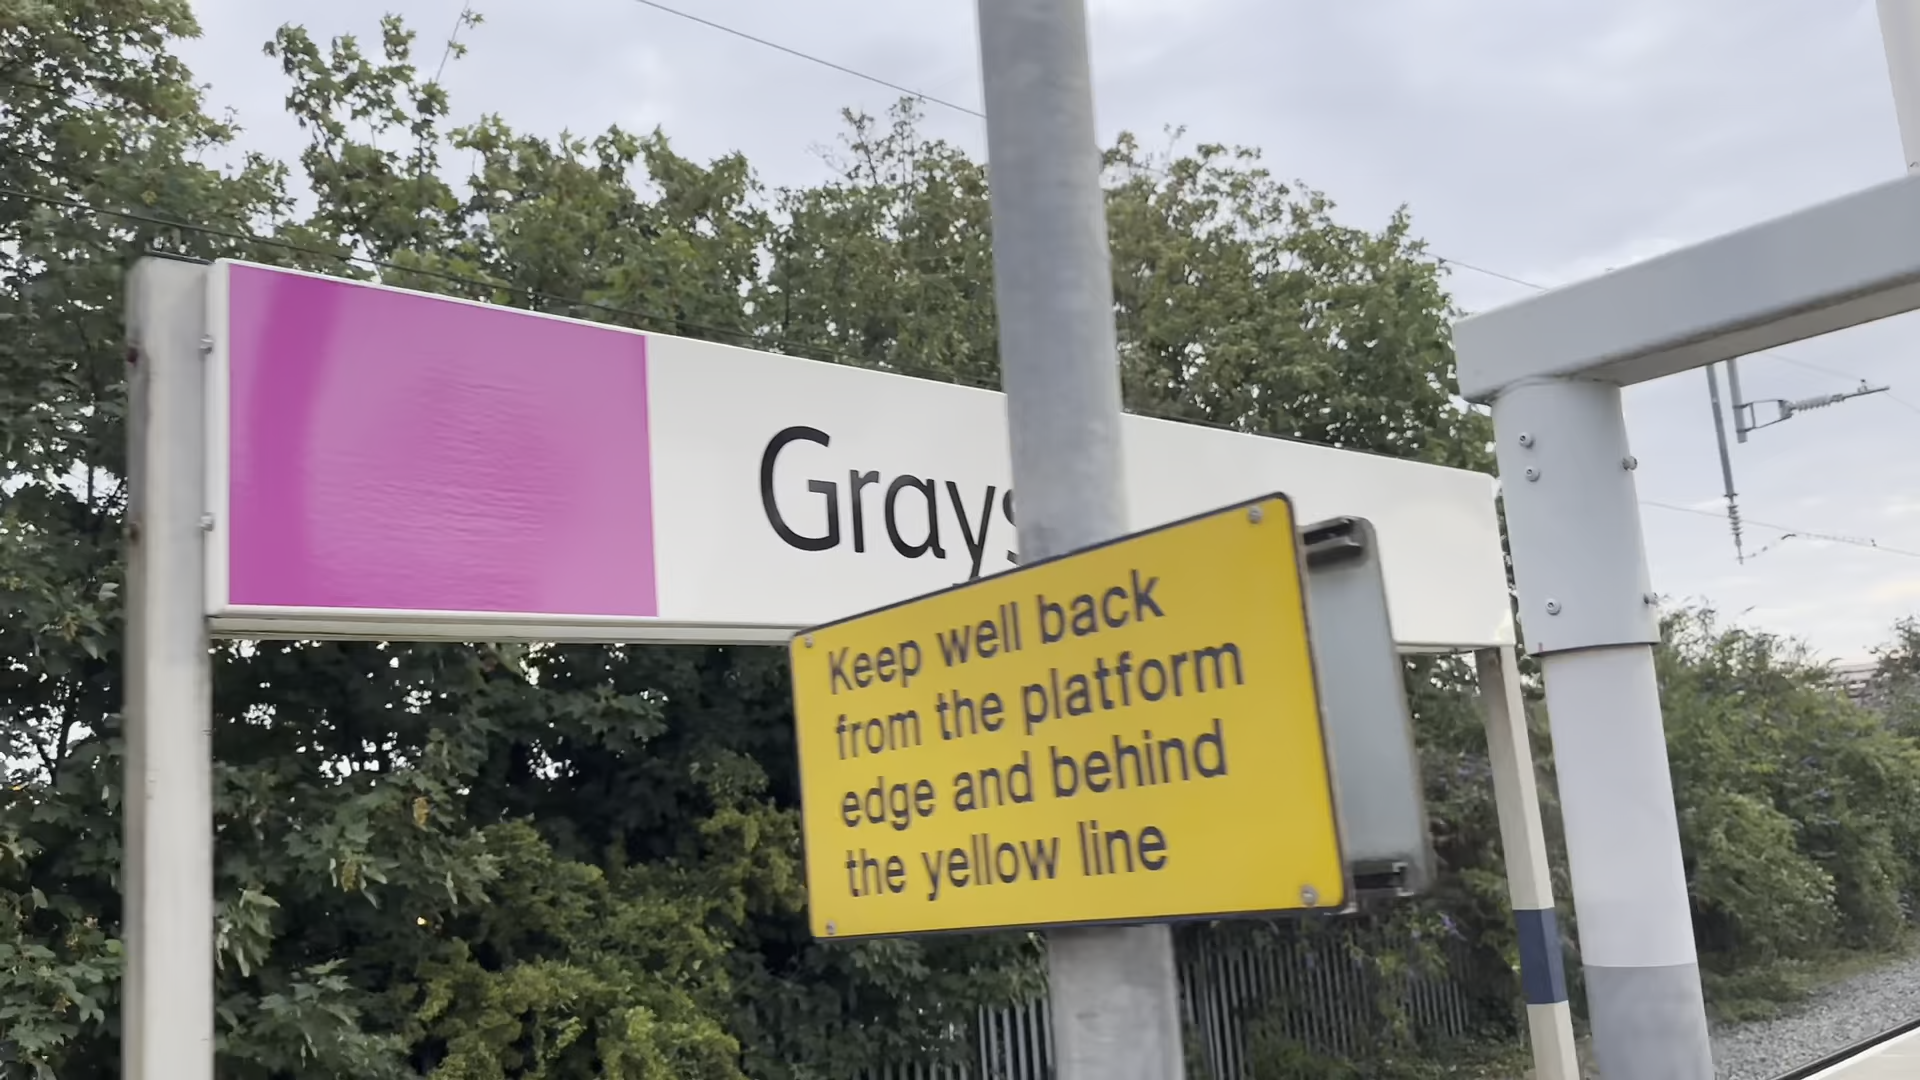 Grays
Keep well back
from the platform
edge and behind
the yellow line